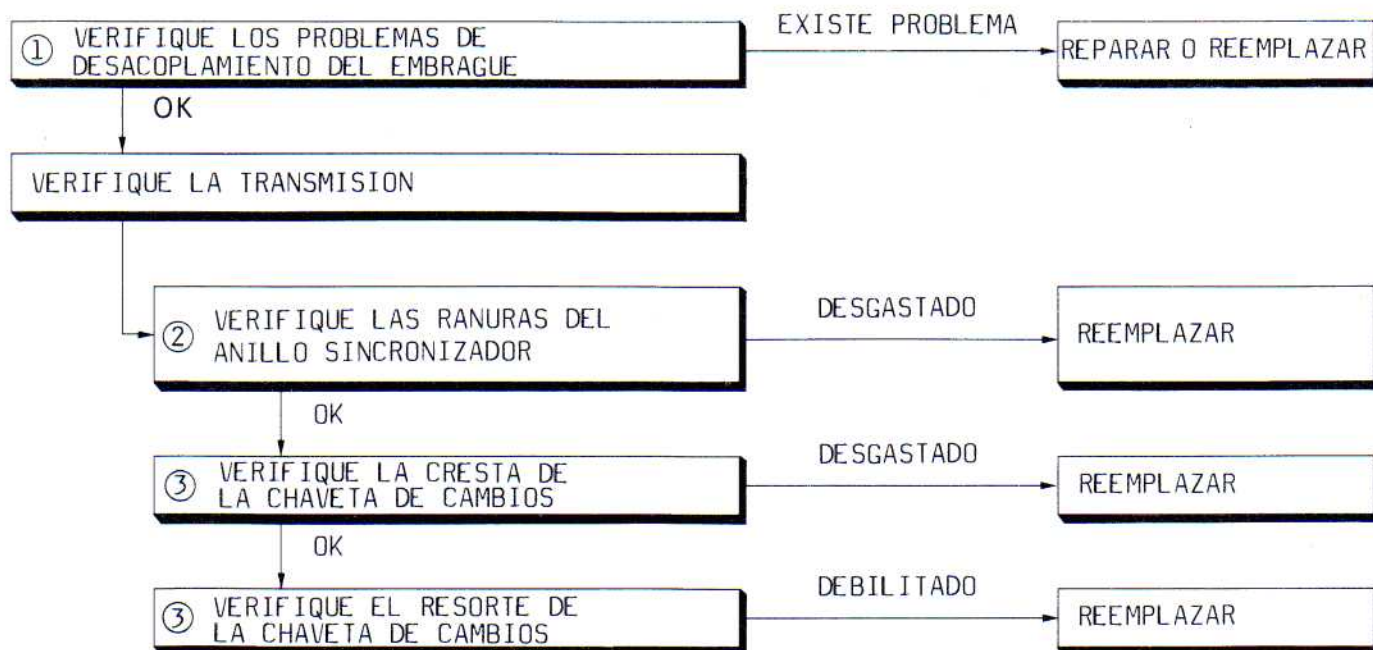 ① VERIFIQUE LOS PROBLEMAS DE
DESACOPLAMIENTO DEL EMBRAGUE
EXISTE PROBLEMA
REPARAR O REEMPLAZAR
OK
VERIFIQUE LA TRANSMISION
② VERIFIQUE LAS RANURAS DEL
ANILLO SINCRONIZADOR
DESGASTADO
REEMPLAZAR
OK
③ VERIFIQUE LA CRESTA DE
LA CHAVETA DE CAMBIOS
DESGASTADO
REEMPLAZAR
OK
③ VERIFIQUE EL RESORTE DE
LA CHAVETA DE CAMBIOS
DEBILITADO
REEMPLAZAR